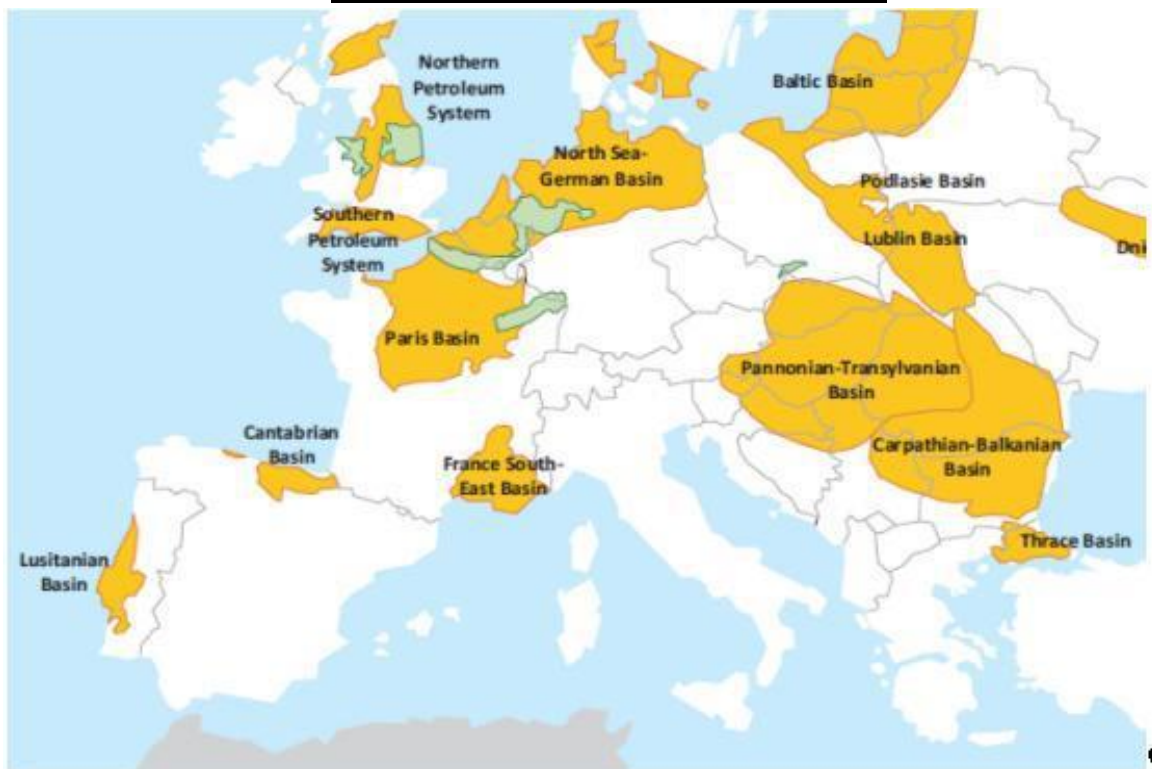 Northern
Petroleum
System
Baltic Basin
North Sea-
German Basin
Podlasie Basin
Southern
Petroleum
System
Lublin Basin
Dni
Paris Basin
Pannonian-Transylvanian
Basin
Cantabrian
Basin
France South-
East Basin
Carpathian-Balkanian
Basin
Lusitanian
Basin
Thrace Basin